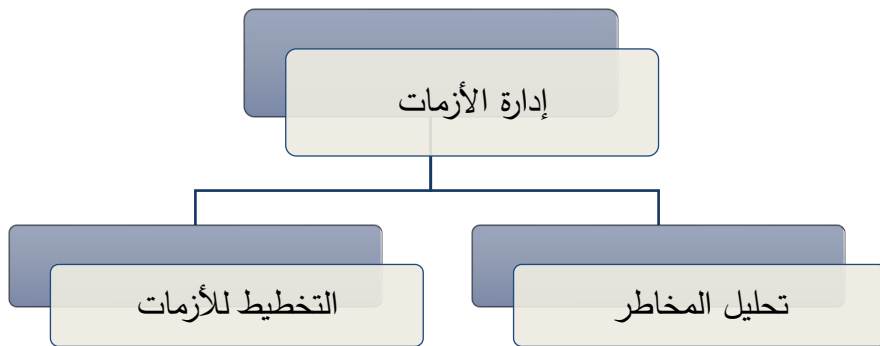 إدارة الأزمات
تحليل المخاطر
التخطيط للأزمات